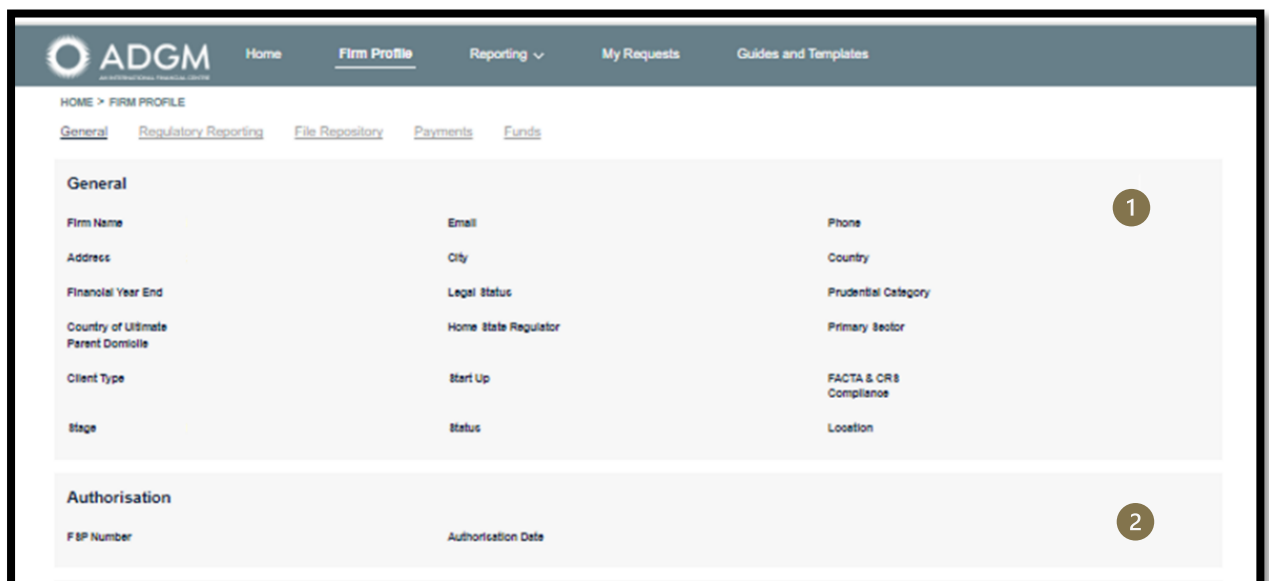 ADGM
AN INTERNATIONAL FINANCIAL CENTRE
Home Firm Profile Reporting My Requests Guides and Templates
HOME > FIRM PROFILE
General Regulatory Reporting File Repository Payments Funds
General
1
Firm Name Email Phone
Address City Country
Financial Year End Legal Status Prudential Category
Country of Ultimate Home State Regulator Primary Sector
Parent Domicile
Client Type Start Up FACTA & CRS
Compliance
Stage Status Location
Authorisation
2
FSP Number Authorisation Date